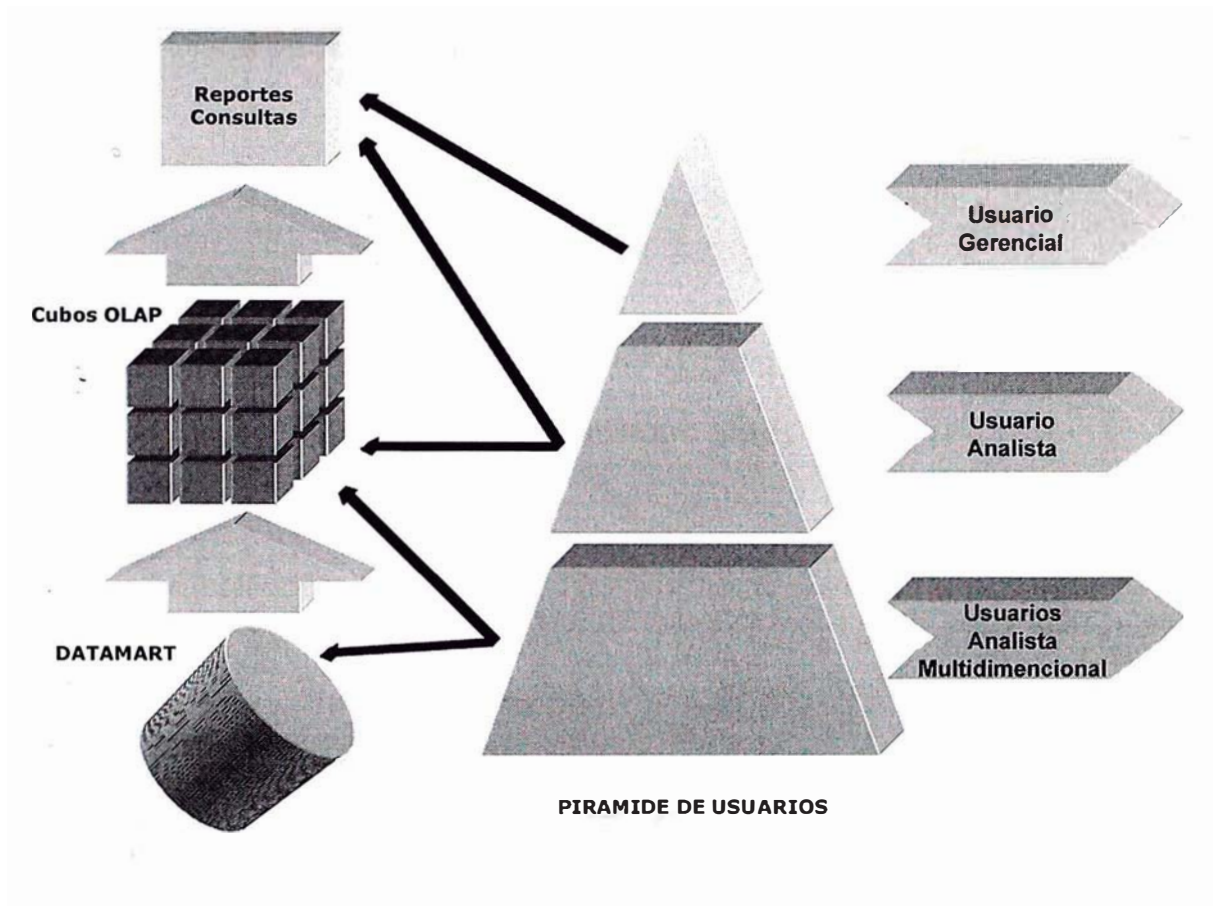 Reportes
Consultas
Usuario
Gerencial
Cubos OLAP
Usuario
Analista
DATAMART
Usuarios
Analista
Multidimencional
PIRAMIDE DE USUARIOS